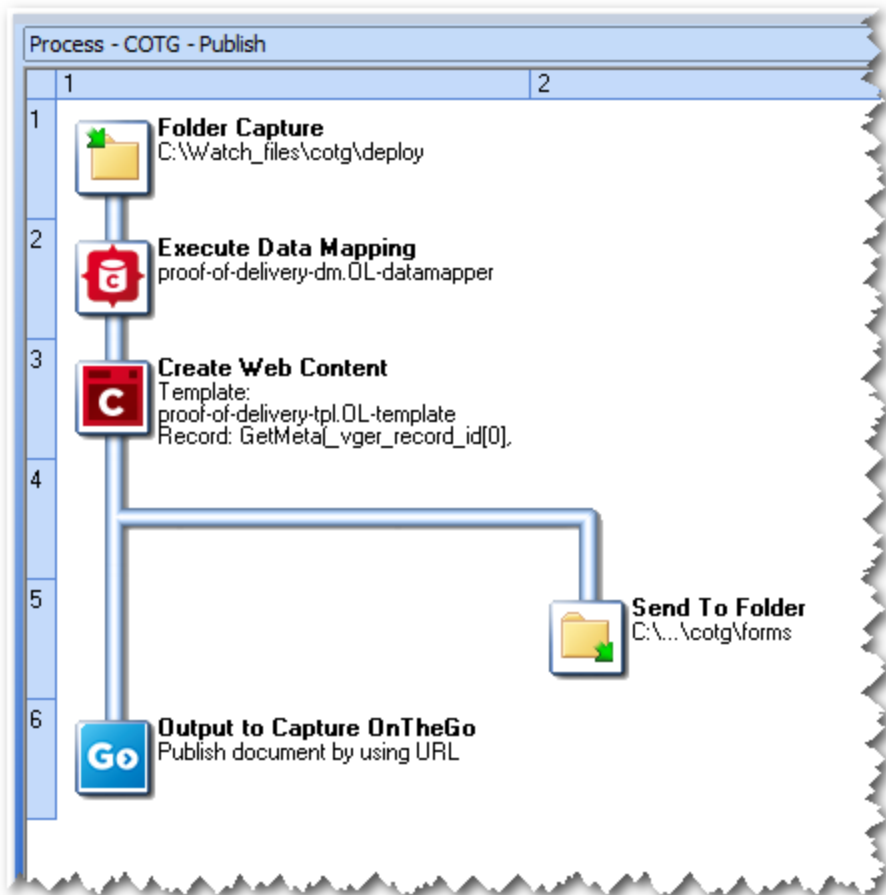 Process - COTG - Publish
1 2
1
Folder Capture
C:\Watch_files\cotg\deploy
2
Execute Data Mapping
proof-of-delivery-dm.OL-datamapper
3
Create Web Content
Template:
proof-of-delivery-tpl.OL-template
Record: GetMeta(_vger_record_id[0],
4
5
Send To Folder
C:\...\cotg\forms
6
Output to Capture OnTheGo
Publish document by using URL
C
C
Go